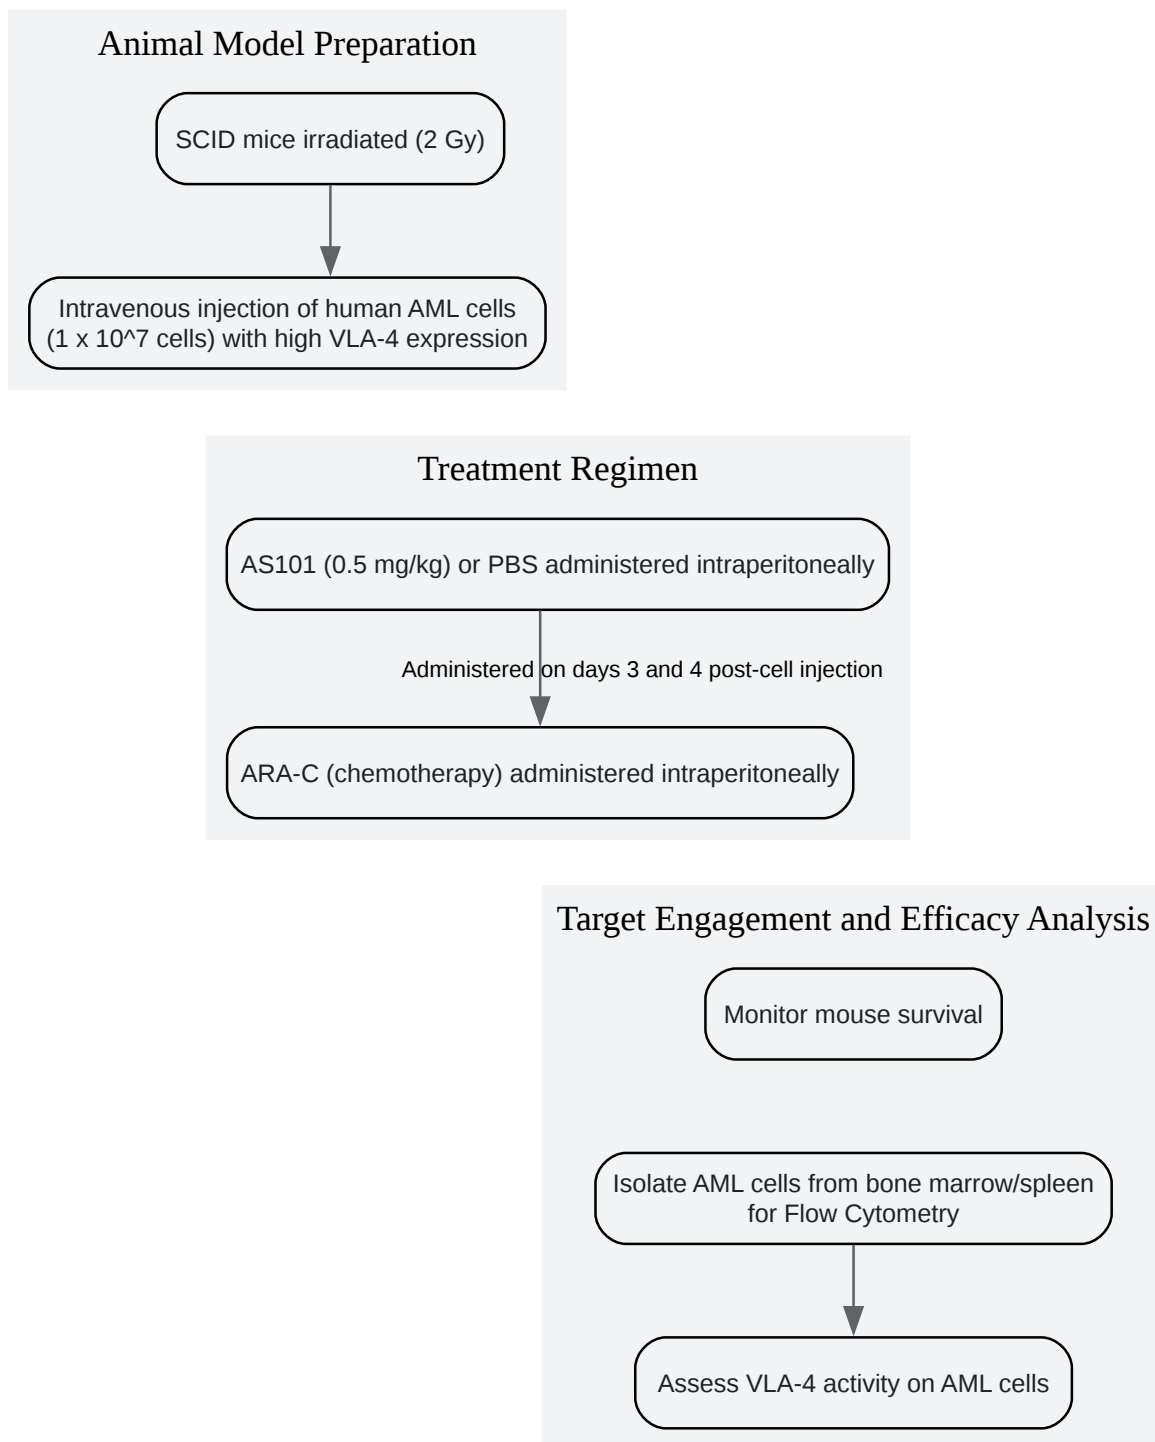 Animal Model Preparation
SCID mice irradiated (2 Gy)
Intravenous injection of human AML cells
(1 x 10^7 cells) with high VLA-4 expression
Treatment Regimen
AS101 (0.5 mg/kg) or PBS administered intraperitoneally
Administered on days 3 and 4 post-cell injection
ARA-C (chemotherapy) administered intraperitoneally
Target Engagement and Efficacy Analysis
Monitor mouse survival
Isolate AML cells from bone marrow/spleen
for Flow Cytometry
Assess VLA-4 activity on AML cells